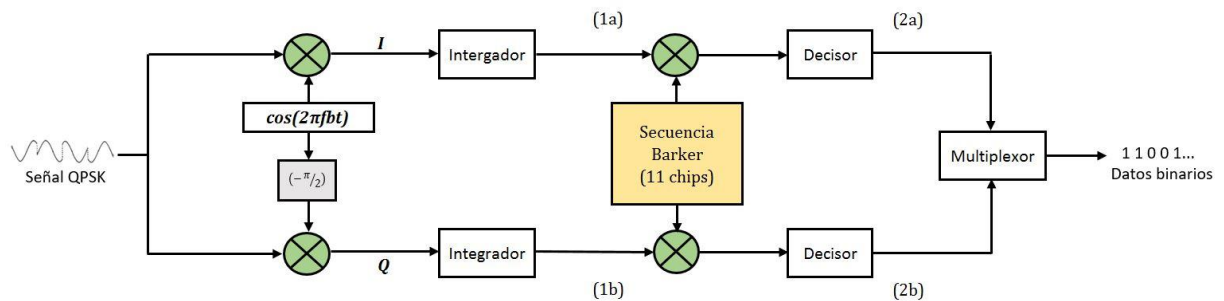 (1a)
(2a)
I
Intergador
Decisor
cos(2πfbt)
Secuencia
Barker
(11 chips)
Señal QPSK
(−π/2)
Multiplexor
1 1 0 0 1...
Datos binarios
Q
Integrador
Decisor
(1b)
(2b)